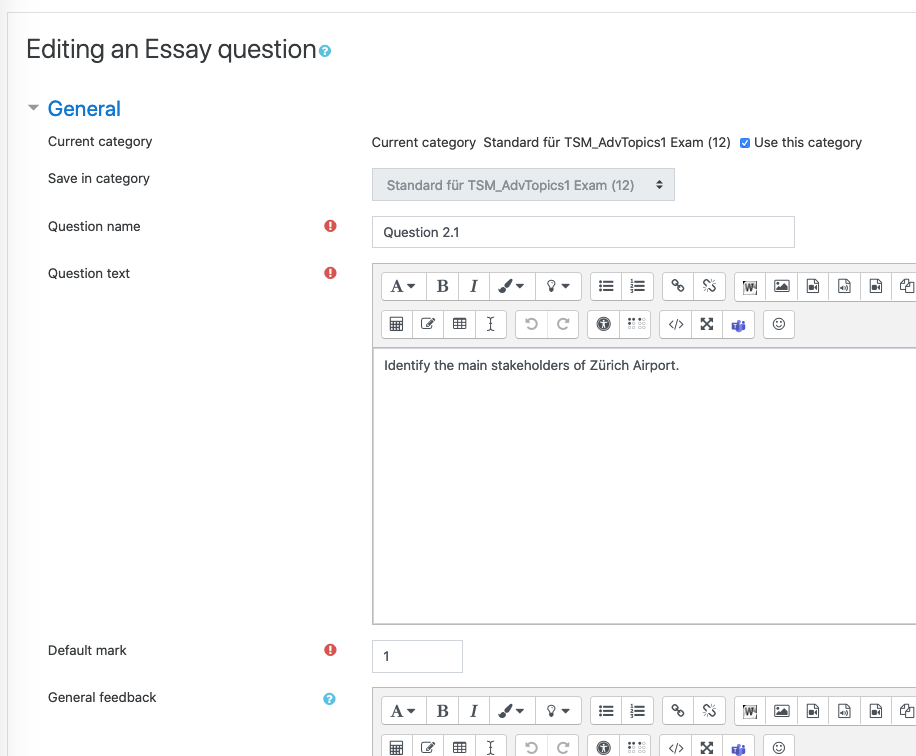 Editing an Essay question
General
Current category
Current category Standard für TSM_AdvTopics1 Exam (12) Use this category
Save in category
Standard für TSM_AdvTopics1 Exam (12)
Question name
Question 2.1
Question text
A B I
Identify the main stakeholders of Zürich Airport.
Default mark
1
General feedback
A B I